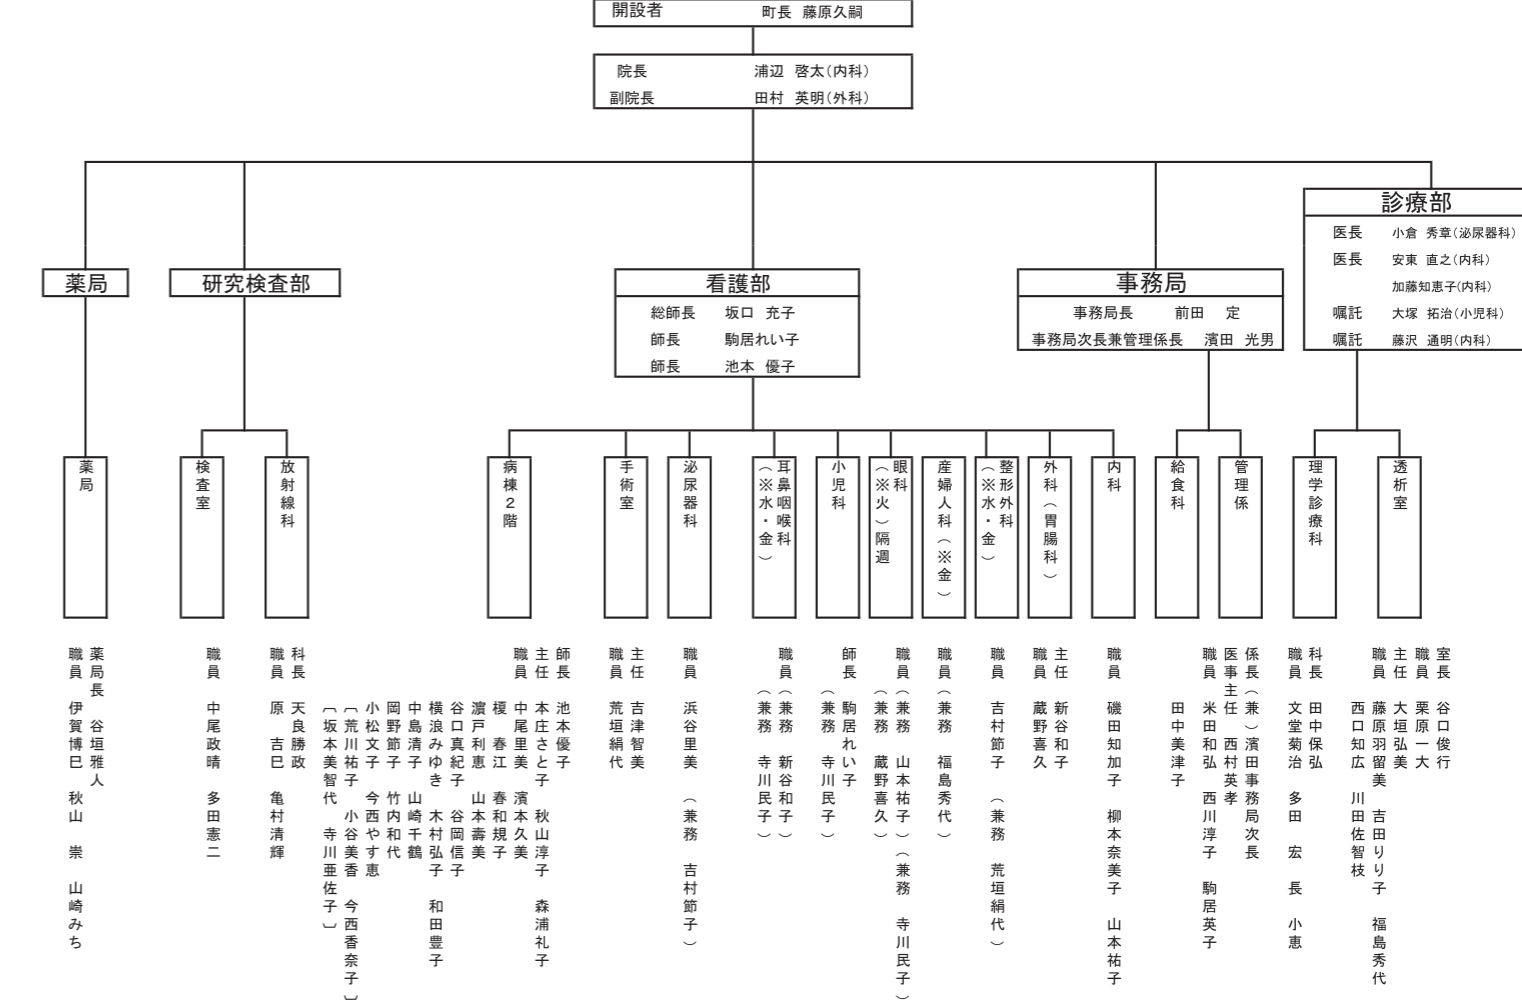 開設者 町長 藤原久嗣
院長 浦辺 啓太(内科)
副院長 田村 英明(外科)
薬局
研究検査部
看護部
総師長 坂口 充子
師長 駒居れい子
師長 池本 優子
事務局
事務局長 前田 定
事務局次長兼管理係長 濱田 光男
診療部
医長 小倉 秀章(泌尿器科)
医長 安東 直之(内科)
加藤知恵子(内科)
嘱託 大塚 拓治(小児科)
嘱託 藤沢 通明(内科)
透析室
理学診療科
管理係
給食科
内科
外科(胃腸科)
整形外科
(※水・金)
産婦人科(※金)
眼科
(※火)隔週
小児科
耳鼻咽喉科
(※水・金)
泌尿器科
手術室
病棟2階
放射線科
検査室
薬局
室長 谷口俊行
職員 栗原一大
主任 大垣弘美
職員 藤原羽留美 吉田りり子 福島秀代
西口知広 川田佐智枝
科長 田中保弘
職員 文堂菊治 多田 宏 長 小恵
係長(兼)濱田事務局次長
医事主任 西村英孝
職員 米田和弘 西川淳子 駒居英子
田中美津子
職員 磯田知加子 柳本奈美子 山本祐子
主任 新谷和子
職員 蔵野喜久
職員 吉村節子 (兼務 荒垣絹代)
職員(兼務 福島秀代)
職員(兼務 山本祐子)(兼務 寺川民子)
(兼務 蔵野喜久)
師長 駒居れい子
(兼務 寺川民子)
職員(兼務 新谷和子)
(兼務 寺川民子)
職員 浜谷里美 (兼務 吉村節子)
主任 吉津智美
職員 荒垣絹代
師長 池本優子
主任 本庄さと子 秋山淳子 森浦礼子
職員 中尾里美 濱本久美
榎 春江 春和規子
濵戸利恵 山本壽美
谷口真紀子 谷岡信子
横浪みゆき 木村弘子 和田豊子
中島清子 山崎千鶴
岡野節子 竹内和代
小松文子 今西やす恵
〔荒川祐子 小谷美香 今西香奈子〕
〔坂本美智代 寺川亜佐子〕
科長 天良勝政
職員 原 吉巳 亀村清輝
職員 中尾政晴 多田憲二
薬局長 谷垣雅人
職員 伊賀博巳 秋山 崇 山崎みち